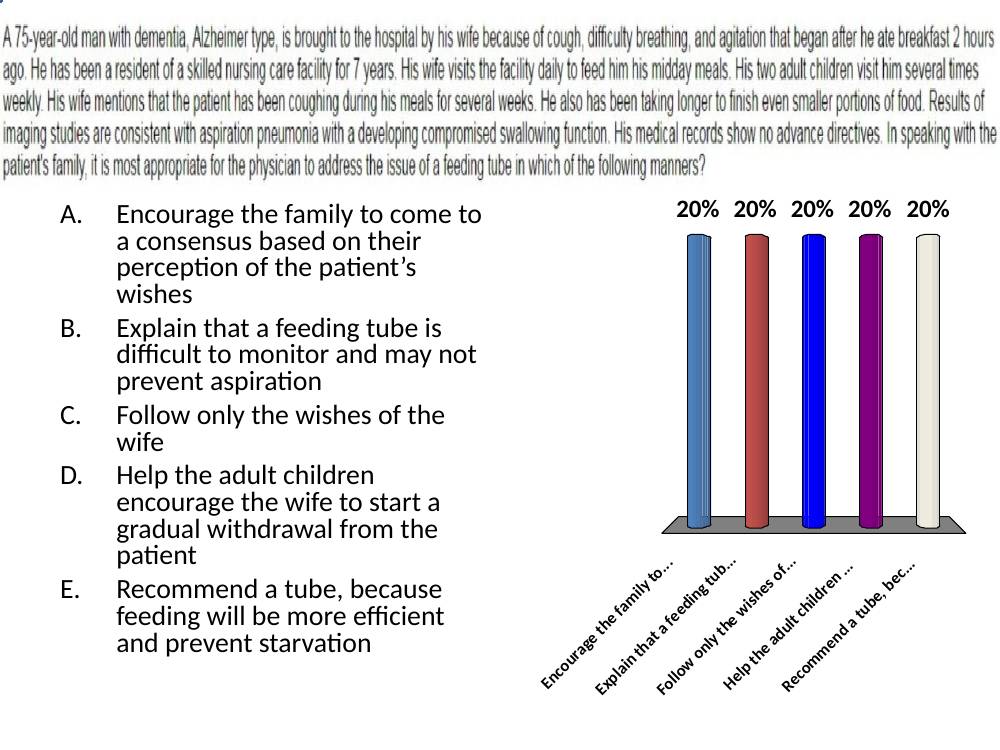 A 75-year-old man with dementia, Alzheimer type, is brought to the hospital by his wife because of cough, difficulty breathing, and agitation that began after he ate breakfast 2 hours
ago. He has been a resident of a skilled nursing care facility for 7 years. His wife visits the facility daily to feed him his midday meals. His two adult children visit him several times
weekly. His wife mentions that the patient has been coughing during his meals for several weeks. He also has been taking longer to finish even smaller portions of food. Results of
imaging studies are consistent with aspiration pneumonia with a developing compromised swallowing function. His medical records show no advance directives. In speaking with the
patient's family, it is most appropriate for the physician to address the issue of a feeding tube in which of the following manners?
A. Encourage the family to come to
a consensus based on their
perception of the patient’s
wishes
B. Explain that a feeding tube is
difficult to monitor and may not
prevent aspiration
C. Follow only the wishes of the
wife
D. Help the adult children
encourage the wife to start a
gradual withdrawal from the
patient
E. Recommend a tube, because
feeding will be more efficient
and prevent starvation
20% 20% 20% 20% 20%
Encourage the family to...
Explain that a feeding tub...
Follow only the wishes of...
Help the adult children ...
Recommend a tube, bec...